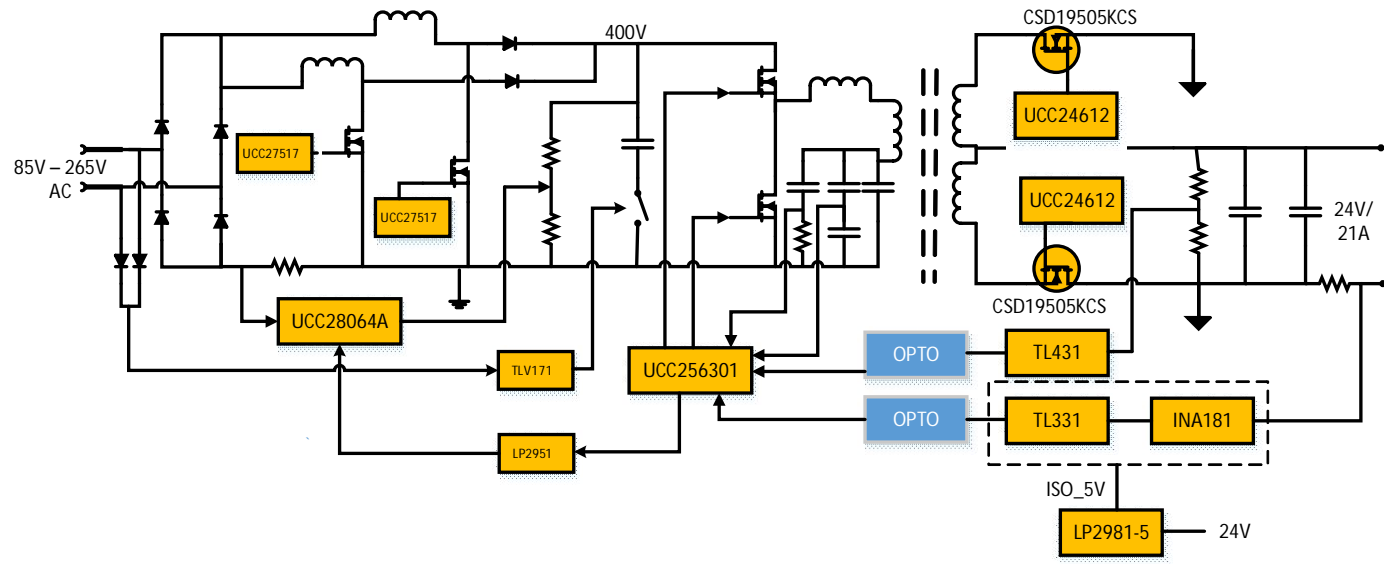 CSD19505KCS
400V
UCC24612
UCC27517
85V – 265V
AC
UCC27517
UCC24612
24V/
21A
CSD19505KCS
UCC28064A
TLV171
UCC256301
OPTO
TL431
OPTO
TL331
INA181
LP2951
ISO_5V
LP2981-5
24V